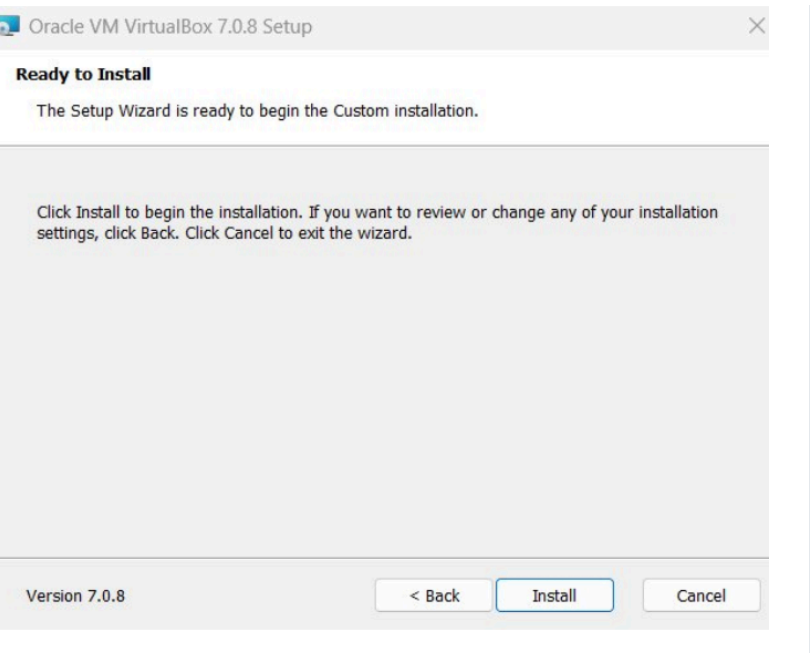 Oracle VM VirtualBox 7.0.8 Setup
Ready to Install
The Setup Wizard is ready to begin the Custom installation.
Click Install to begin the installation. If you want to review or change any of your installation
settings, click Back. Click Cancel to exit the wizard.
Version 7.0.8
< Back
Install
Cancel